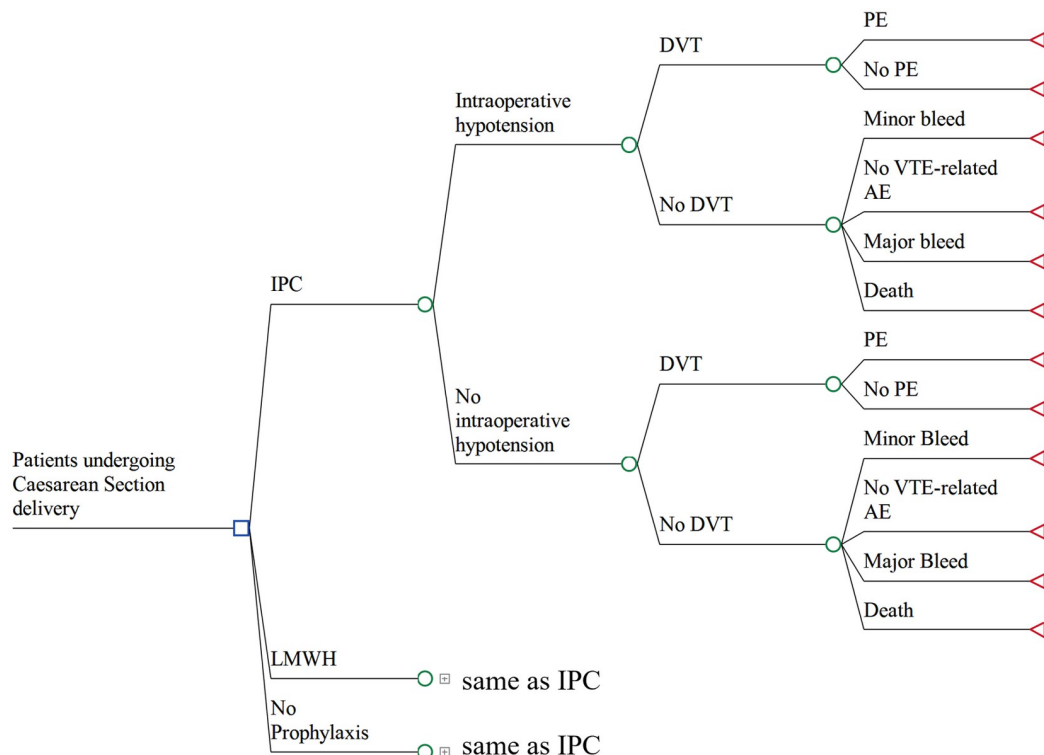 PE
DVT
No PE
Intraoperative
hypotension
Minor bleed
No VTE-related
AE
No DVT
Major bleed
IPC
Death
PE
DVT
No PE
No
intraoperative
hypotension
Minor Bleed
Patients undergoing
Caesarean Section
delivery
No VTE-related
AE
No DVT
Major Bleed
Death
LMWH
same as IPC
No
Prophylaxis
same as IPC